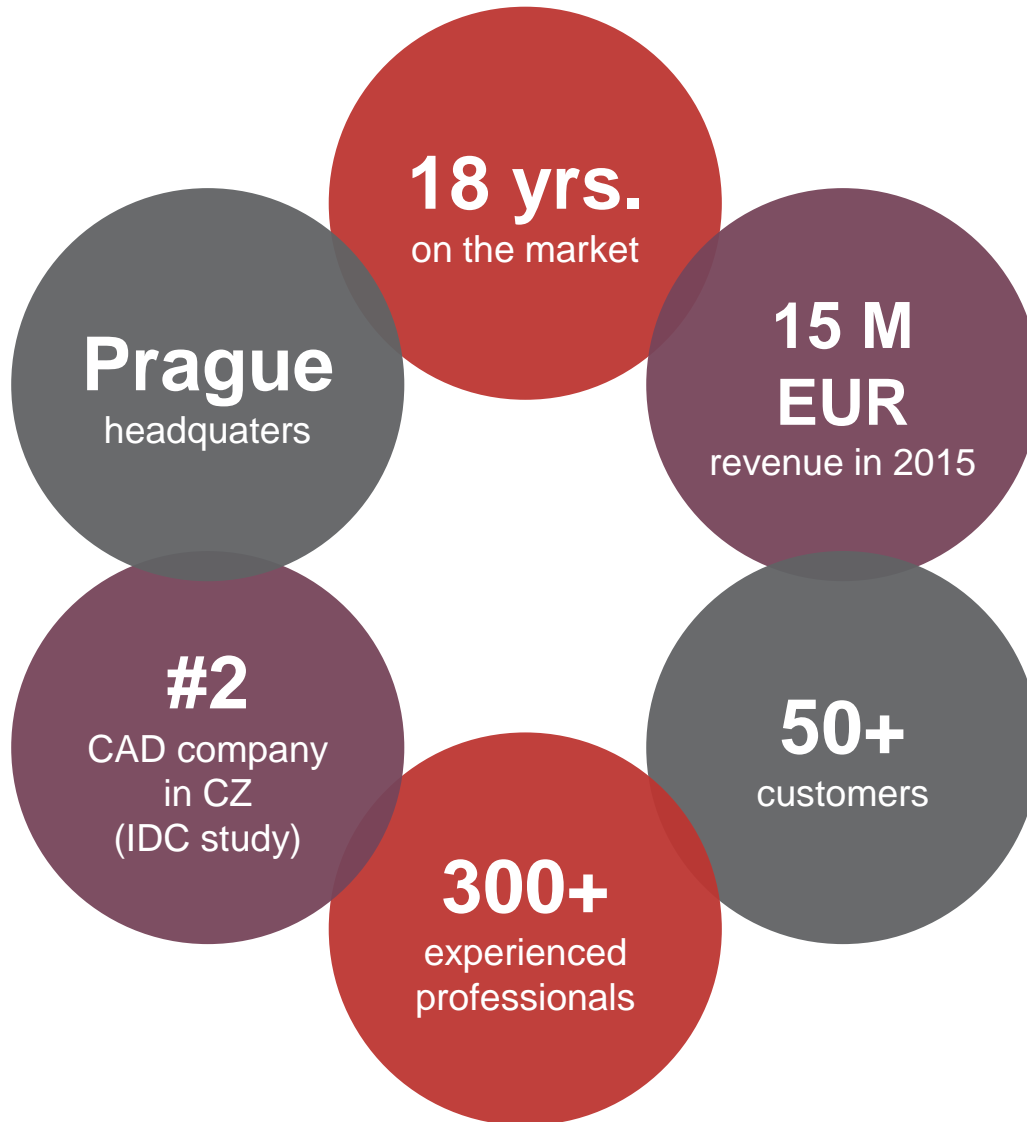 18 yrs.
on the market
15 M
EUR
revenue in 2015
50+
customers
300+
experienced
professionals
#2
CAD company
in CZ
(IDC study)
Prague
headquaters